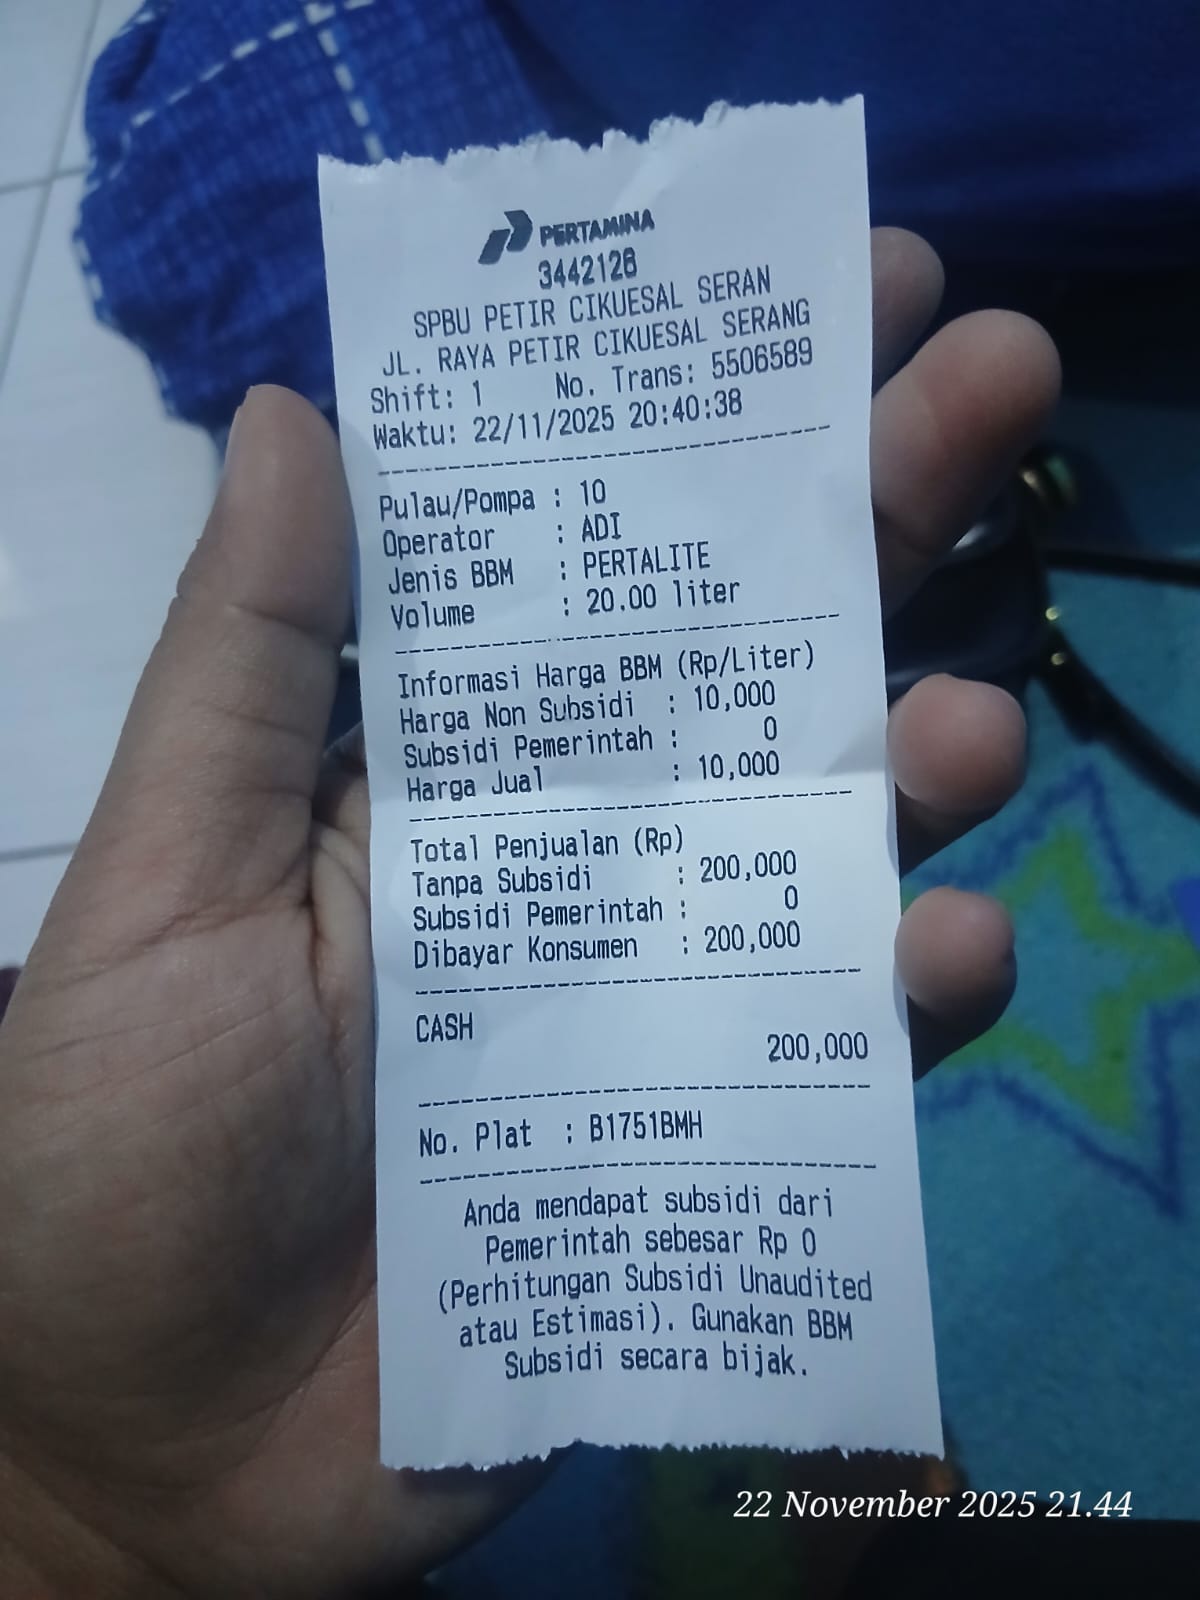 PERTAMINA
3442128
SPBU PETIR CIKUESAL SERAN
JL. RAYA PETIR CIKUESAL SERANG
Shift: 1 No. Trans: 5506589
Waktu: 22/11/2025 20:40:38
Pulau/Pompa : 10
Operator : ADI
Jenis BBM : PERTALITE
Volume : 20.00 liter
Informasi Harga BBM (Rp/Liter)
Harga Non Subsidi : 10,000
Subsidi Pemerintah : 0
Harga Jual : 10,000
Total Penjualan (Rp)
Tanpa Subsidi : 200,000
Subsidi Pemerintah : 0
Dibayar Konsumen : 200,000
CASH
200,000
No. Plat : B1751BMH
Anda mendapat subsidi dari
Pemerintah sebesar Rp 0
(Perhitungan Subsidi Unaudited
atau Estimasi). Gunakan BBM
Subsidi secara bijak.
22 November 2025 21.44